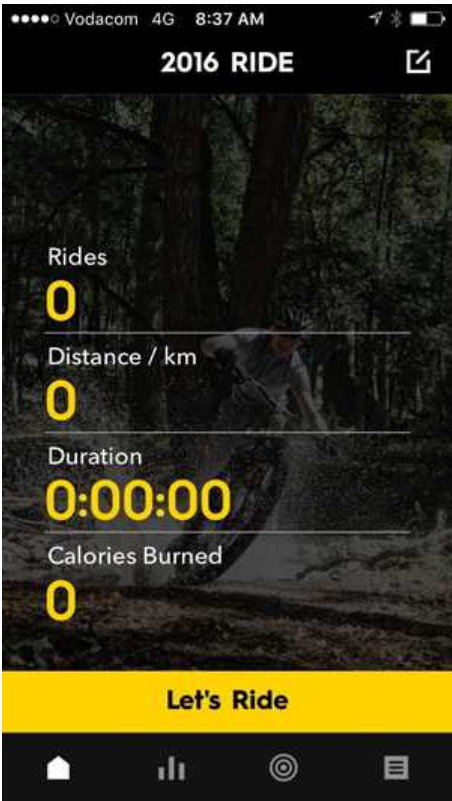 Vodacom 4G 8:37 AM
2016 RIDE
Rides
0
Distance / km
0
Duration
0:00:00
Calories Burned
0
Let's Ride